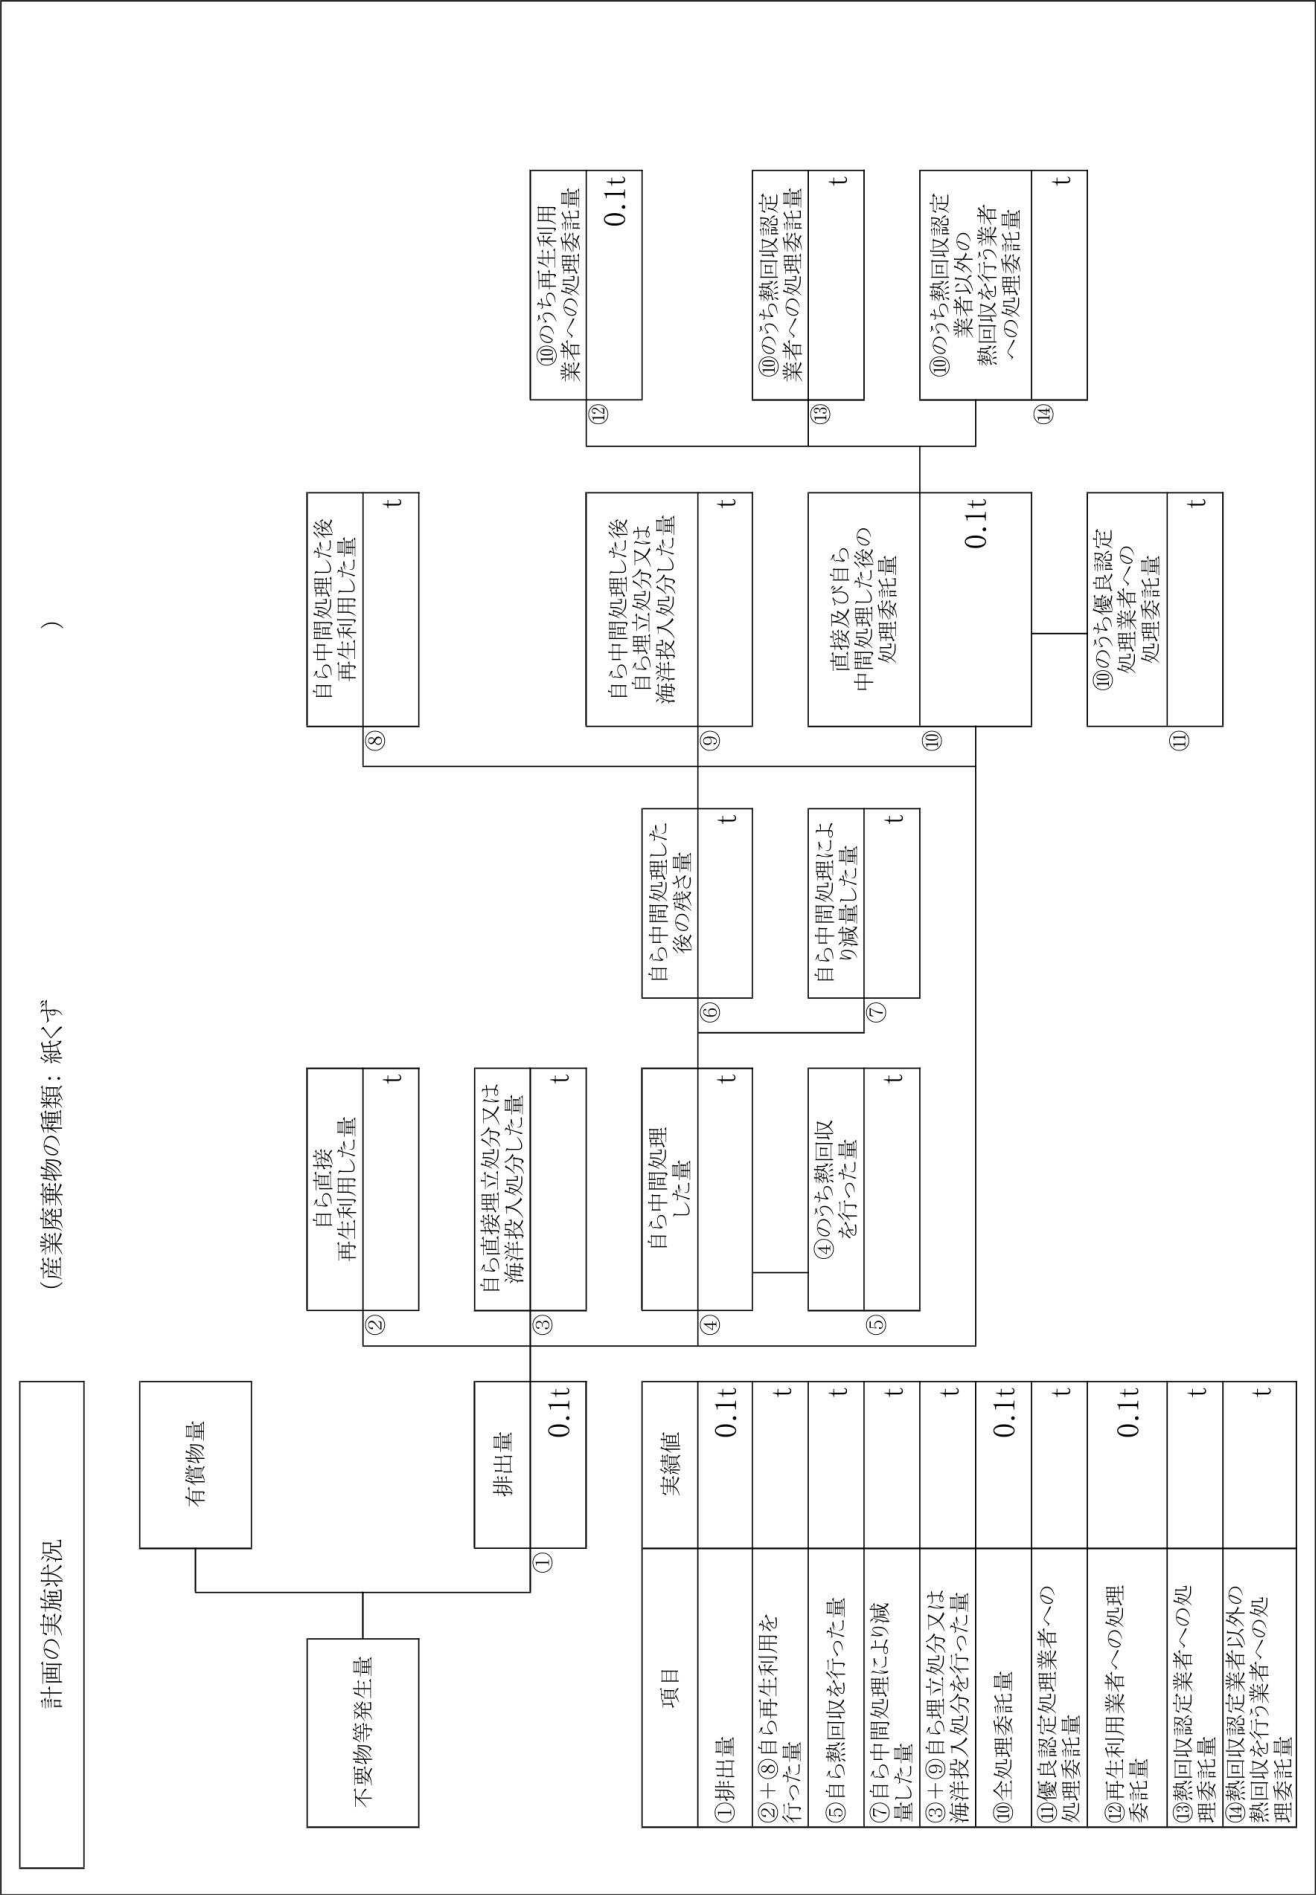 計画の実施状況
（産業廃棄物の種類：紙くず
）
不要物等発生量
有償物量
①
排出量
0.1t
②
自ら直接
再生利用した量
t
③
自ら直接埋立処分又は
海洋投入処分した量
t
④
自ら中間処理
した量
t
⑤
④のうち熱回収
を行った量
t
⑥
自ら中間処理した
後の残さ量
t
⑦
自ら中間処理によ
り減量した量
t
⑧
自ら中間処理した後
再生利用した量
t
⑨
自ら中間処理した後
自ら埋立処分又は
海洋投入処分した量
t
⑩
直接及び自ら
中間処理した後の
処理委託量
0.1t
⑪
⑩のうち優良認定
処理業者への
処理委託量
t
⑫
⑩のうち再生利用
業者への処理委託量
0.1t
⑬
⑩のうち熱回収認定
業者への処理委託量
t
⑭
⑩のうち熱回収認定
業者以外の
熱回収を行う業者
への処理委託量
t
項目
実績値
①排出量
0.1t
②＋⑧自ら再生利用を
行った量
t
⑤自ら熱回収を行った量
t
⑦自ら中間処理により減
量した量
t
③＋⑨自ら埋立処分又は
海洋投入処分を行った量
t
⑩全処理委託量
0.1t
⑪優良認定処理業者への
処理委託量
t
⑫再生利用業者への処理
委託量
0.1t
⑬熱回収認定業者への処
理委託量
t
⑭熱回収認定業者以外の
熱回収を行う業者への処
理委託量
t